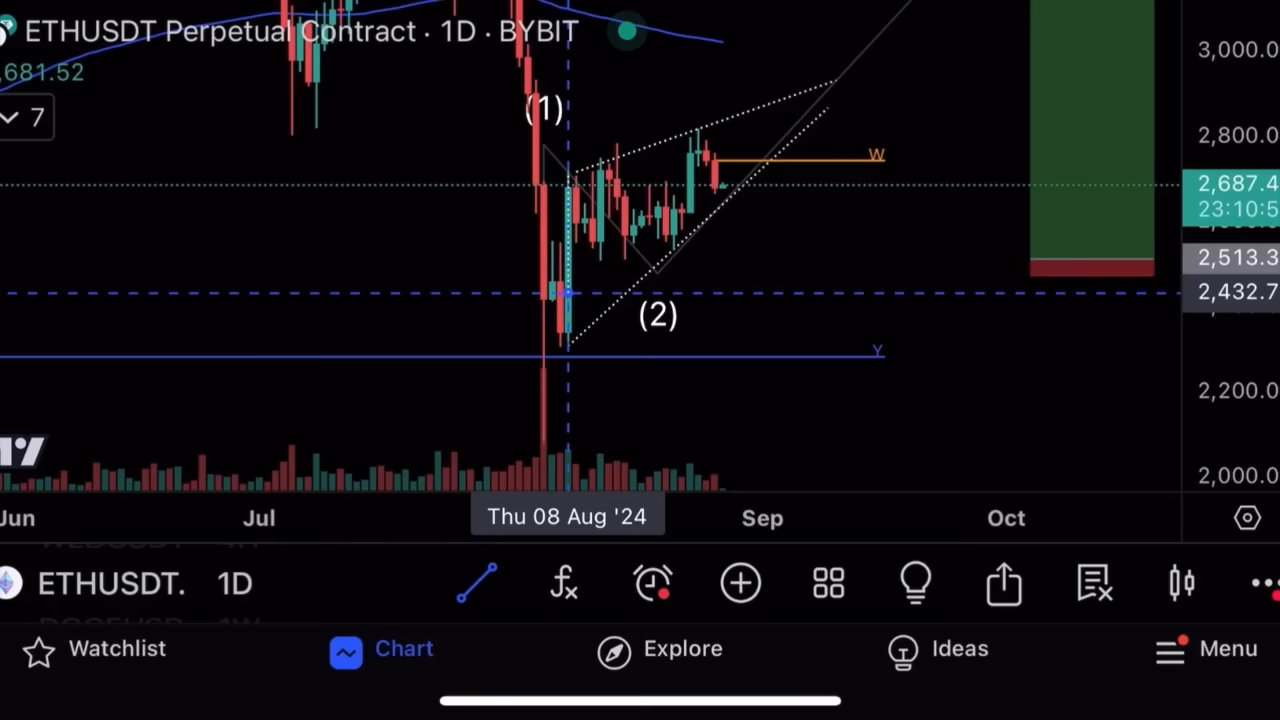 ETHUSDT Perpetual Contract · 1D · BYBIT
,681.52
7
(1)
(2)
W
Y
3,000.0
2,800.0
2,687.4
23:10:5
2,513.3
2,432.7
2,200.0
2,000.0
Jun
Jul
Thu 08 Aug '24
Sep
Oct
ETHUSDT. 1D
Watchlist
Chart
Explore
Ideas
Menu